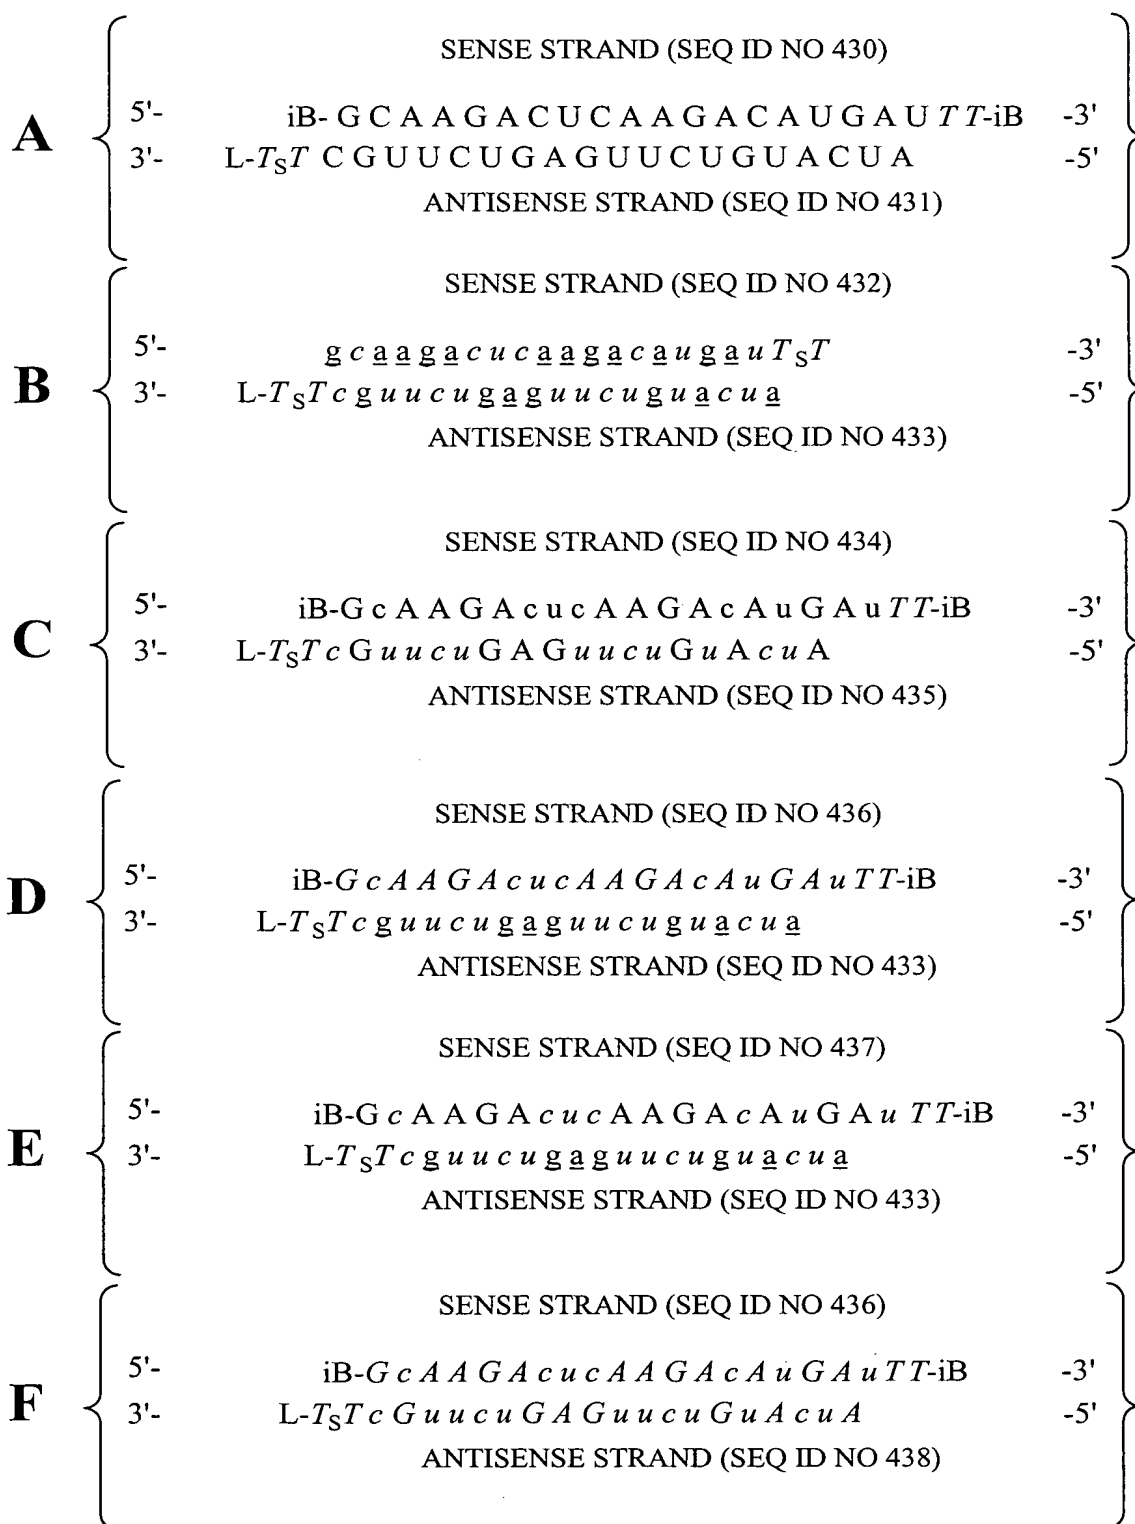 SENSE STRAND (SEQ ID NO 430)
A
5'- iB- G C A A G A C U C A A G A C A U G A U T T-iB -3'
3'- L-TST C G U U C U G A G U U C U G U A C U A -5'
ANTISENSE STRAND (SEQ ID NO 431)
SENSE STRAND (SEQ ID NO 432)
B
5'- g c a a g a c u c a a g a c a u g a u TST -3'
3'- L-TST c g u u c u g a g u u c u g u a c u a -5'
ANTISENSE STRAND (SEQ ID NO 433)
SENSE STRAND (SEQ ID NO 434)
C
5'- iB-G c A A G A c u c A A G A c A u G A u T T-iB -3'
3'- L-TST c G u u c u G A G u u c u G u A c u A -5'
ANTISENSE STRAND (SEQ ID NO 435)
SENSE STRAND (SEQ ID NO 436)
D
5'- iB-G c A A G A c u c A A G A c A u G A u T T-iB -3'
3'- L-TST c g u u c u g a g u u c u g u a c u a -5'
ANTISENSE STRAND (SEQ ID NO 433)
SENSE STRAND (SEQ ID NO 437)
E
5'- iB-G c A A G A c u c A A G A c A u G A u T T-iB -3'
3'- L-TST c g u u c u g a g u u c u g u a c u a -5'
ANTISENSE STRAND (SEQ ID NO 433)
SENSE STRAND (SEQ ID NO 436)
F
5'- iB-G c A A G A c u c A A G A c A u G A u T T-iB -3'
3'- L-TST c G u u c u G A G u u c u G u A c u A -5'
ANTISENSE STRAND (SEQ ID NO 438)